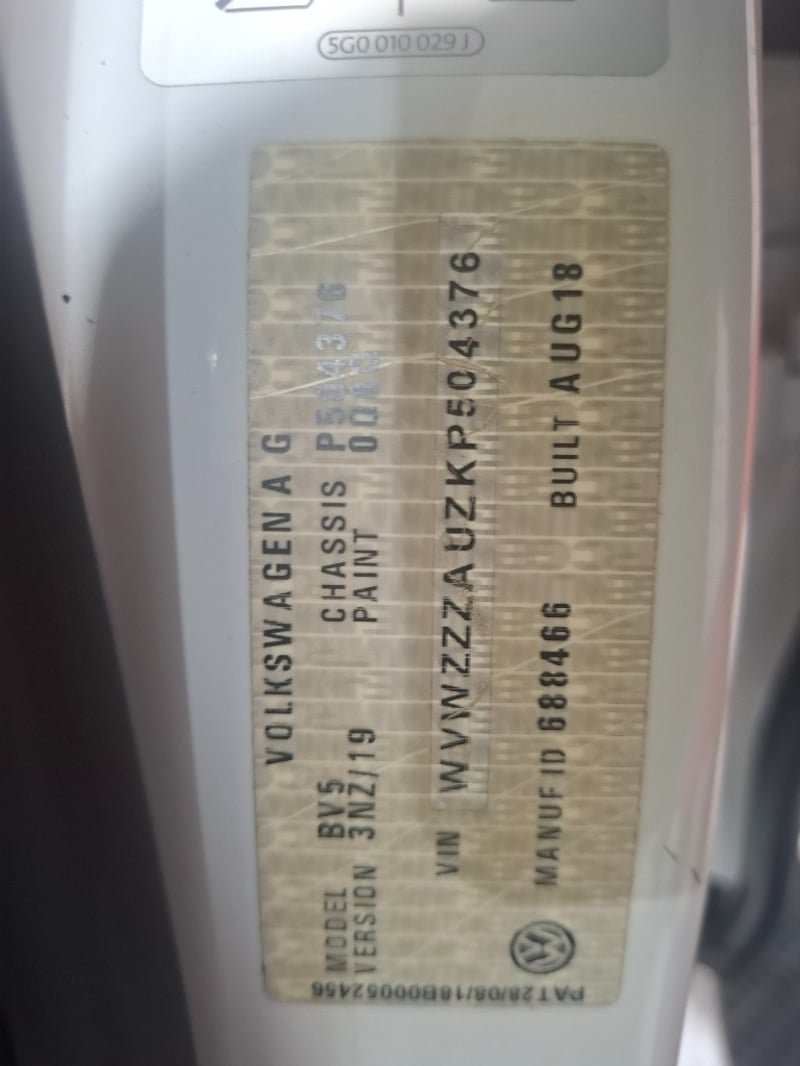 5G0 010 029 J
VOLKSWAGEN A G
MODEL BV5 CHASSIS P504376
VERSION 3NZ/19 PAINT 0Q0Q
VIN WVWZZZAUZKP504376
MANUF ID 688466 BUILT AUG18
PAT28/08/18B00052456